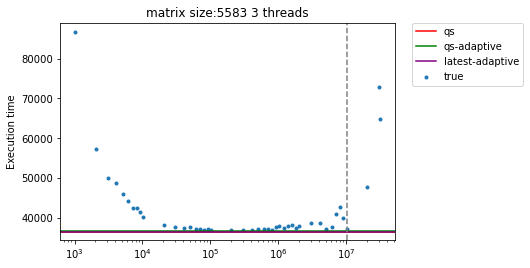 matrix size:5583 3 threads
qs
qs-adaptive
latest-adaptive
true
Execution time
80000
70000
60000
50000
40000
10³
10⁴
10⁵
10⁶
10⁷